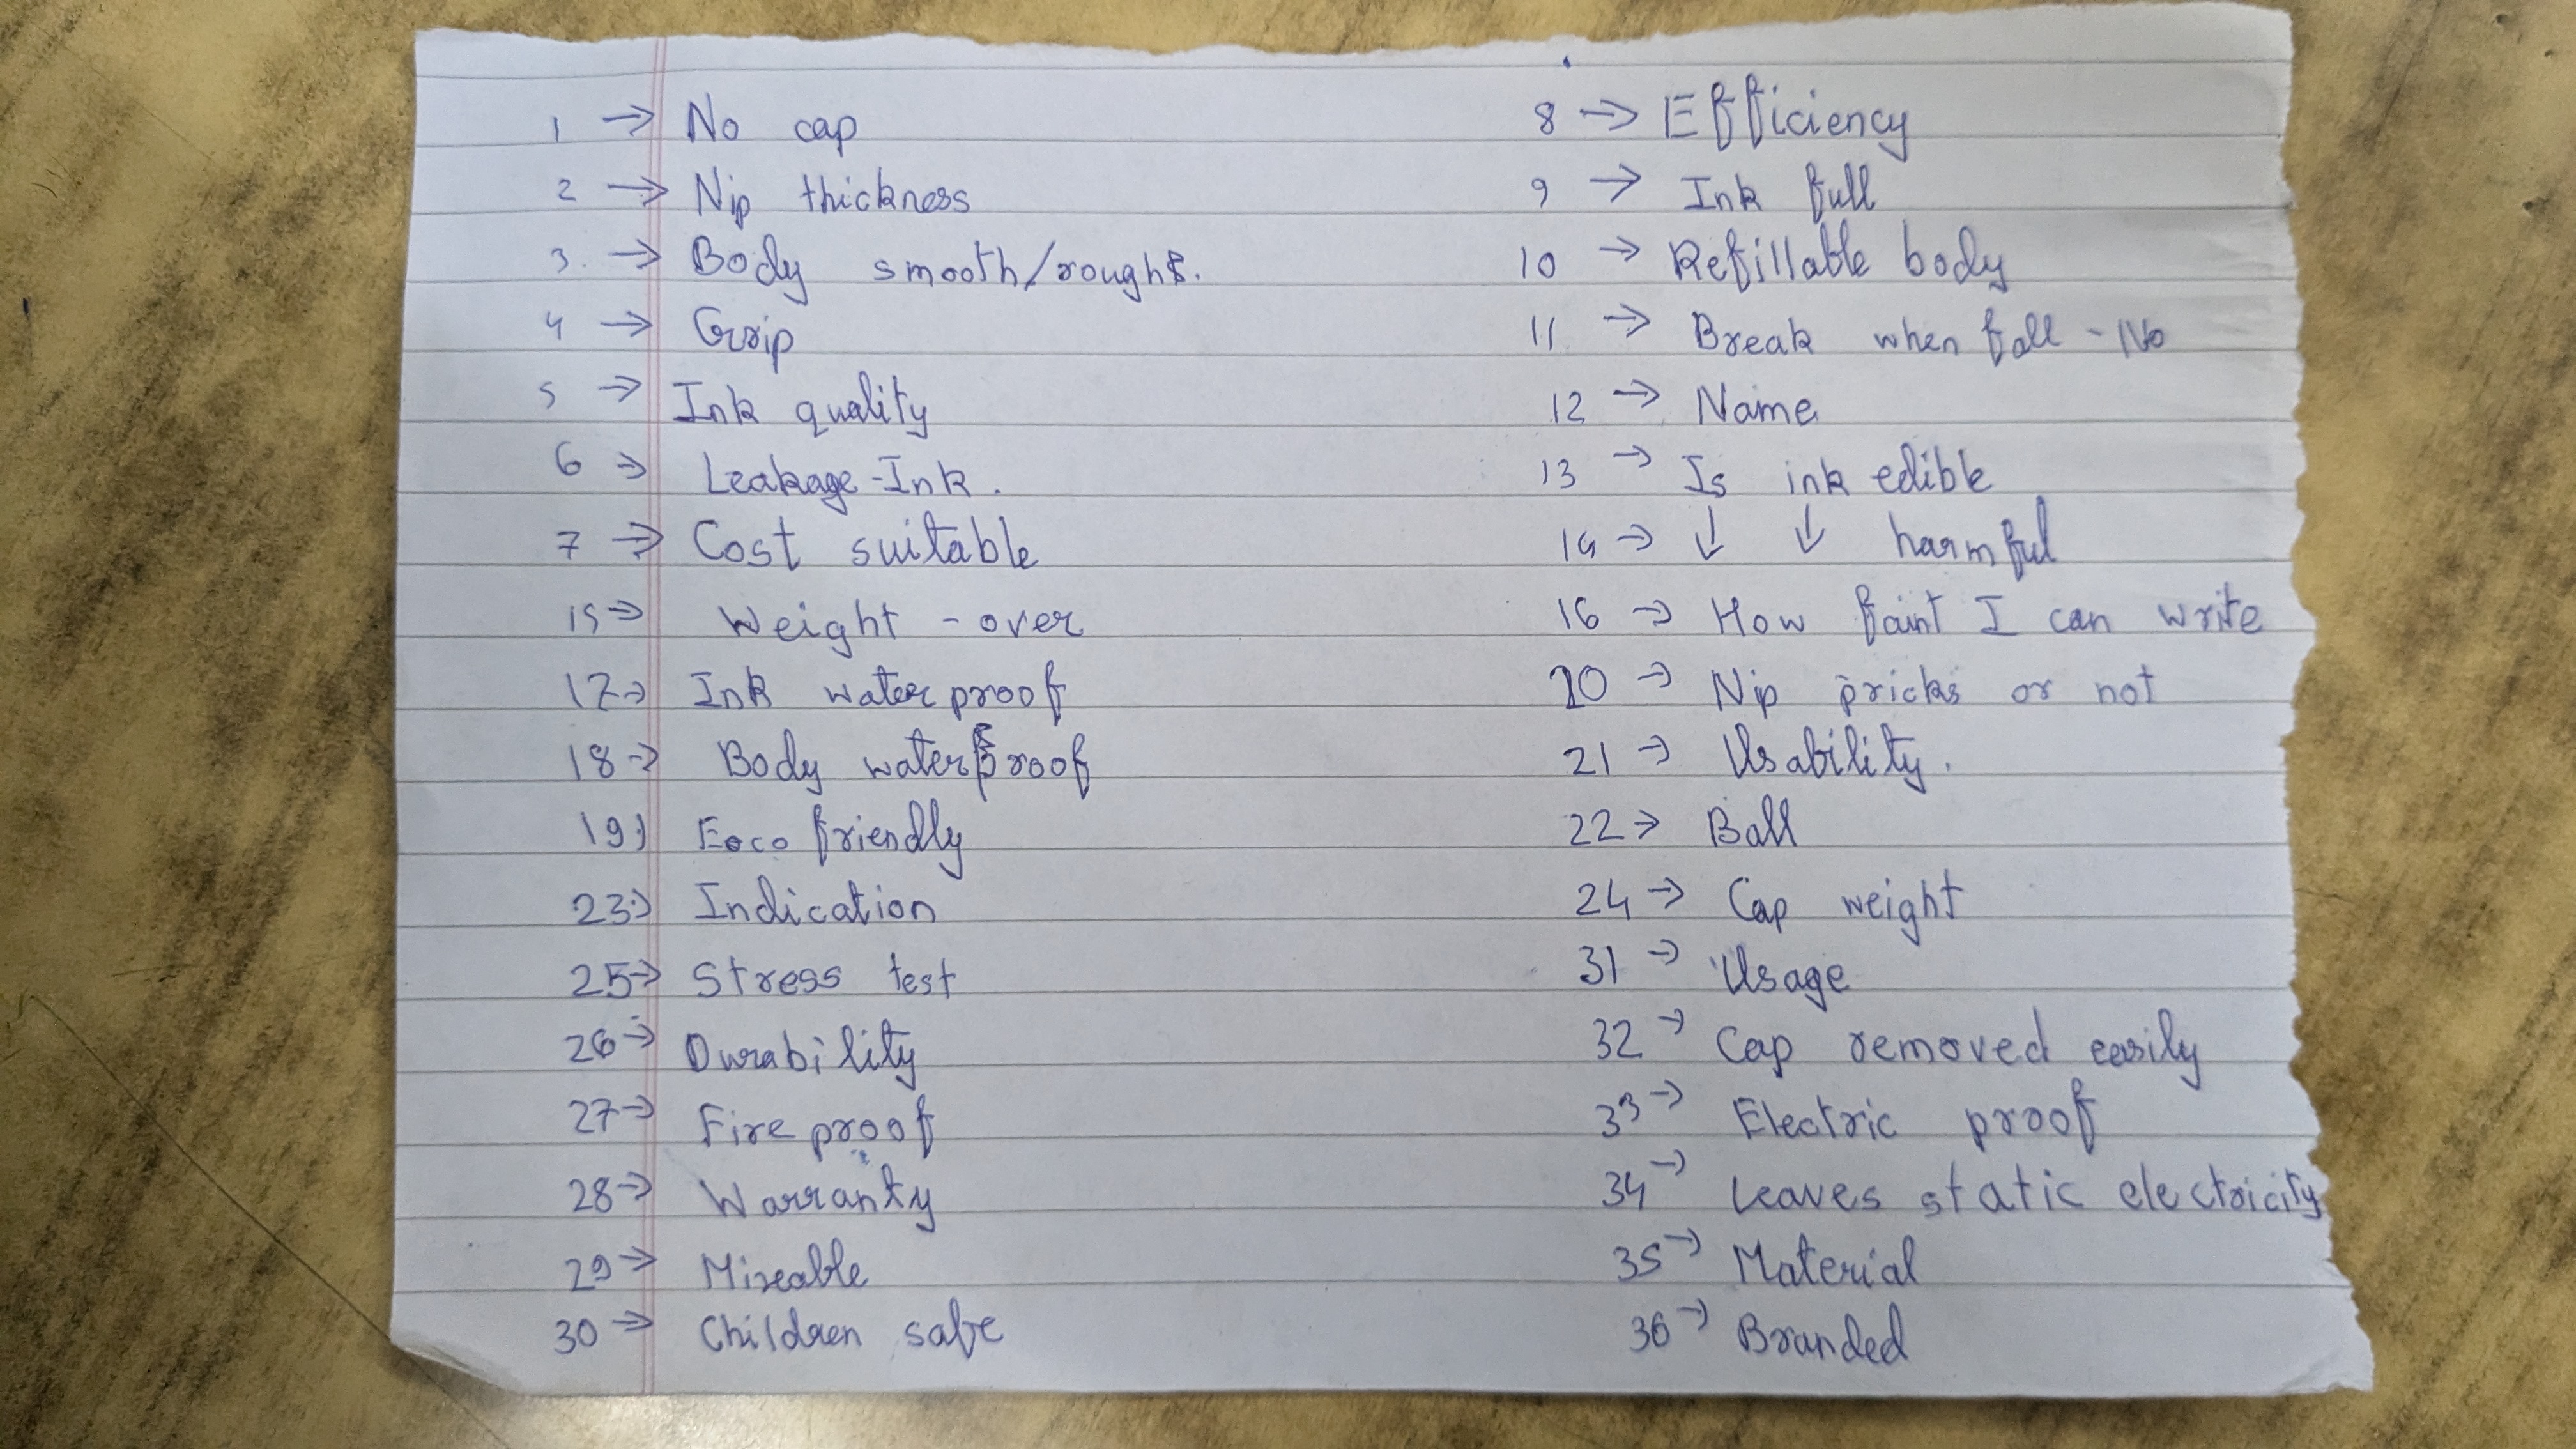 1 → No cap
2 → Nip thickness
3. → Body smooth/rough.
4 → Grip
5 → Ink quality
6 → Leakage-Ink.
7 → Cost suitable
15 → Weight - over
17 → Ink waterproof
18 → Body waterproof
19 → Eoco friendly
23 → Indication
25 → Stress test
26 → Durability
27 → Fire proof
28 → Warranty
29 →
30 → Children safe
8 → Efficiency
9 → Ink full
10 → Refillable body
11 → Break when fall - No
12 → Name
13 → Is ink edible
14 → ↓ ↓ harmful
16 → How faint I can write
20 → Nip pricks or not
21 → Usability.
22 → Ball
24 → Cap weight
31 → Usage
32 → Cap removed easily
33 → Electric proof
34 → Leaves static electricity
35 → Material
36 → Branded